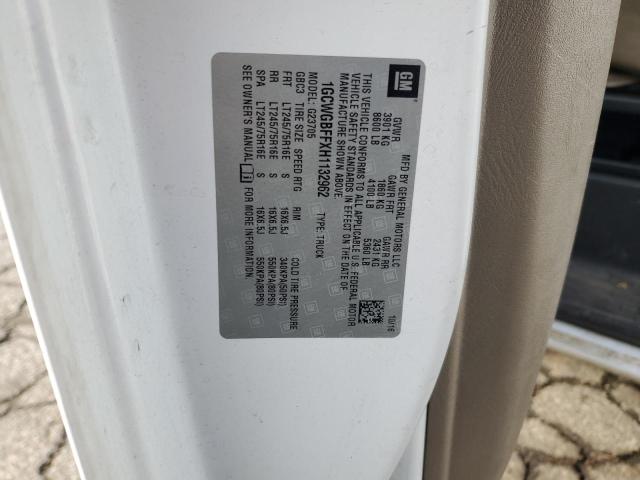 GM
MFD BY GENERAL MOTORS LLC 10/16
GVWR GAWR FRT GAWR RR
3901 KG 1860 KG 2431 KG
8600 LB 4100 LB 5360 LB
THIS VEHICLE CONFORMS TO ALL APPLICABLE U.S. FEDERAL MOTOR
VEHICLE SAFETY STANDARDS IN EFFECT ON THE DATE OF
MANUFACTURE SHOWN ABOVE.
1GCWGBFFXH1132962 TYPE: TRUCK
MODEL: G23705
GBC3 TIRE SIZE SPEED RTG RIM COLD TIRE PRESSURE
FRT LT245/75R16E S 16X6.5J 340KPA(50PSI)
RR LT245/75R16E S 16X6.5J 550KPA(80PSI)
SPA LT245/75R16E S 16X6.5J 550KPA(80PSI)
SEE OWNER'S MANUAL FOR MORE INFORMATION.